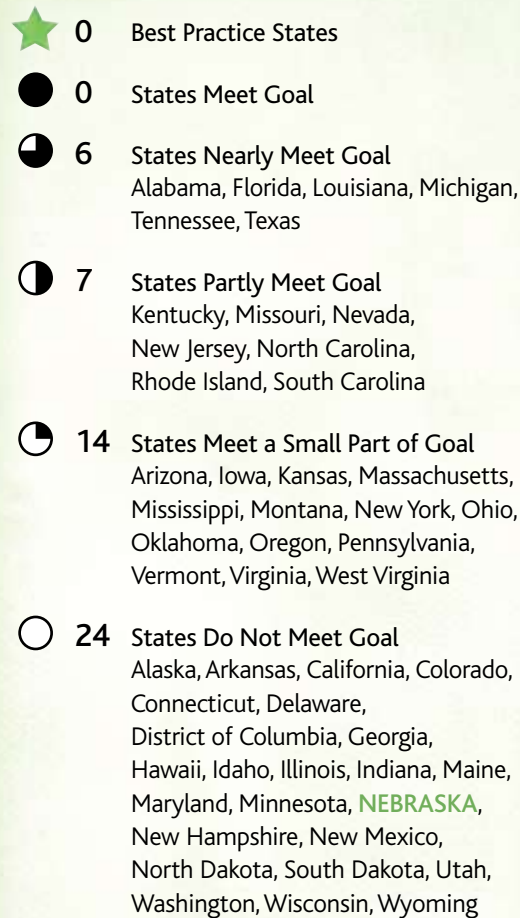 0 Best Practice States
0 States Meet Goal
6 States Nearly Meet Goal
Alabama, Florida, Louisiana, Michigan,
Tennessee, Texas
7 States Partly Meet Goal
Kentucky, Missouri, Nevada,
New Jersey, North Carolina,
Rhode Island, South Carolina
14 States Meet a Small Part of Goal
Arizona, Iowa, Kansas, Massachusetts,
Mississippi, Montana, New York, Ohio,
Oklahoma, Oregon, Pennsylvania,
Vermont, Virginia, West Virginia
24 States Do Not Meet Goal
Alaska, Arkansas, California, Colorado,
Connecticut, Delaware,
District of Columbia, Georgia,
Hawaii, Idaho, Illinois, Indiana, Maine,
Maryland, Minnesota, NEBRASKA,
New Hampshire, New Mexico,
North Dakota, South Dakota, Utah,
Washington, Wisconsin, Wyoming